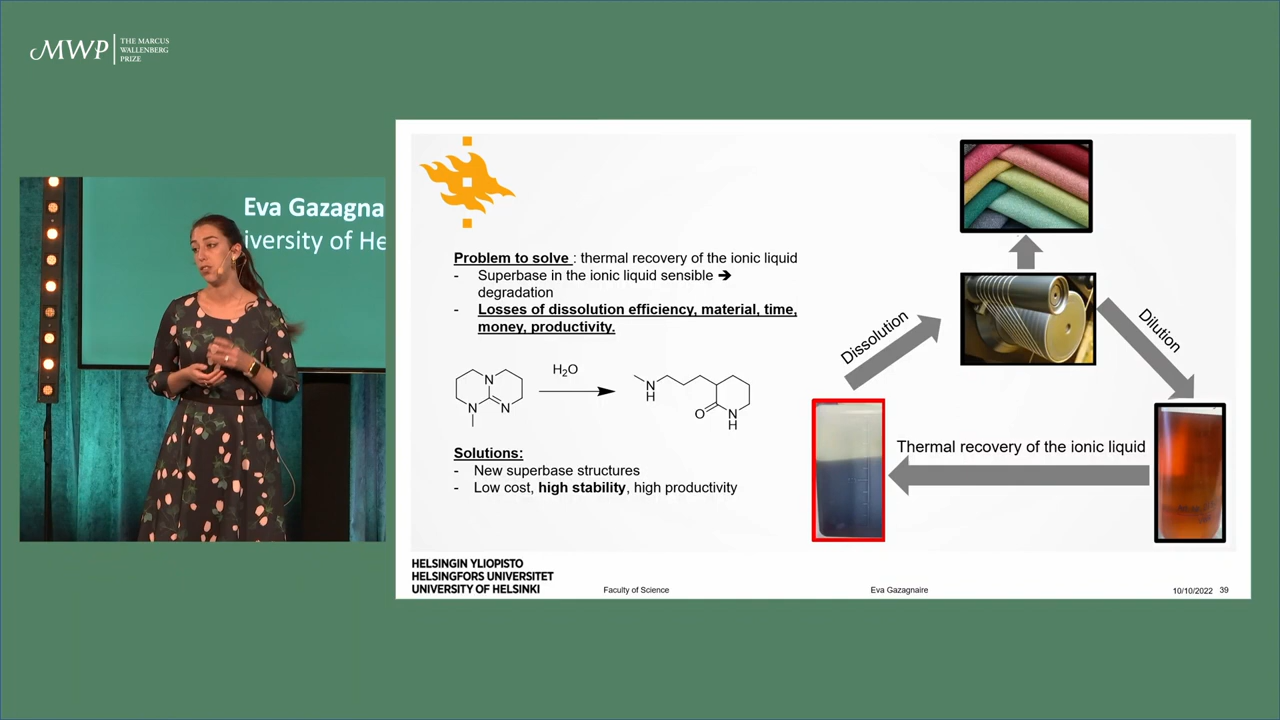 MWP
THE MARCUS
WALLENBERG
PRIZE
Eva Gazagna
iversity of He
Problem to solve : thermal recovery of the ionic liquid
- Superbase in the ionic liquid sensible ➔
degradation
- Losses of dissolution efficiency, material, time,
money, productivity.
H₂O
N
N
N
N
H
O
N
H
Solutions:
- New superbase structures
- Low cost, high stability, high productivity
Dissolution
Dilution
Thermal recovery of the ionic liquid
HELSINGIN YLIOPISTO
HELSINGFORS UNIVERSITET
UNIVERSITY OF HELSINKI
Faculty of Science
Eva Gazagnaire
10/10/2022 39